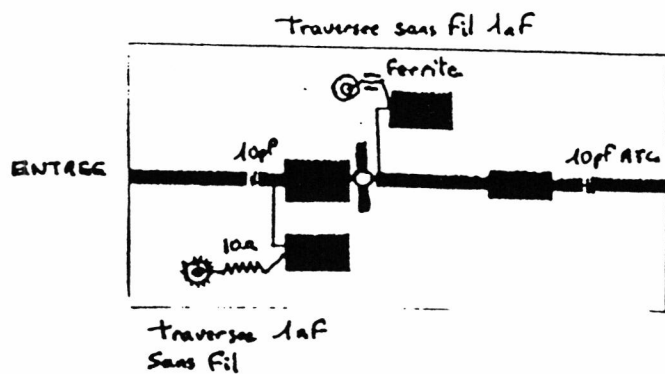 Traversee sans fil 1nF
ferrite
10pf
10pf ATC
ENTREE
10Ω
traversee 1nF
Sans Fil